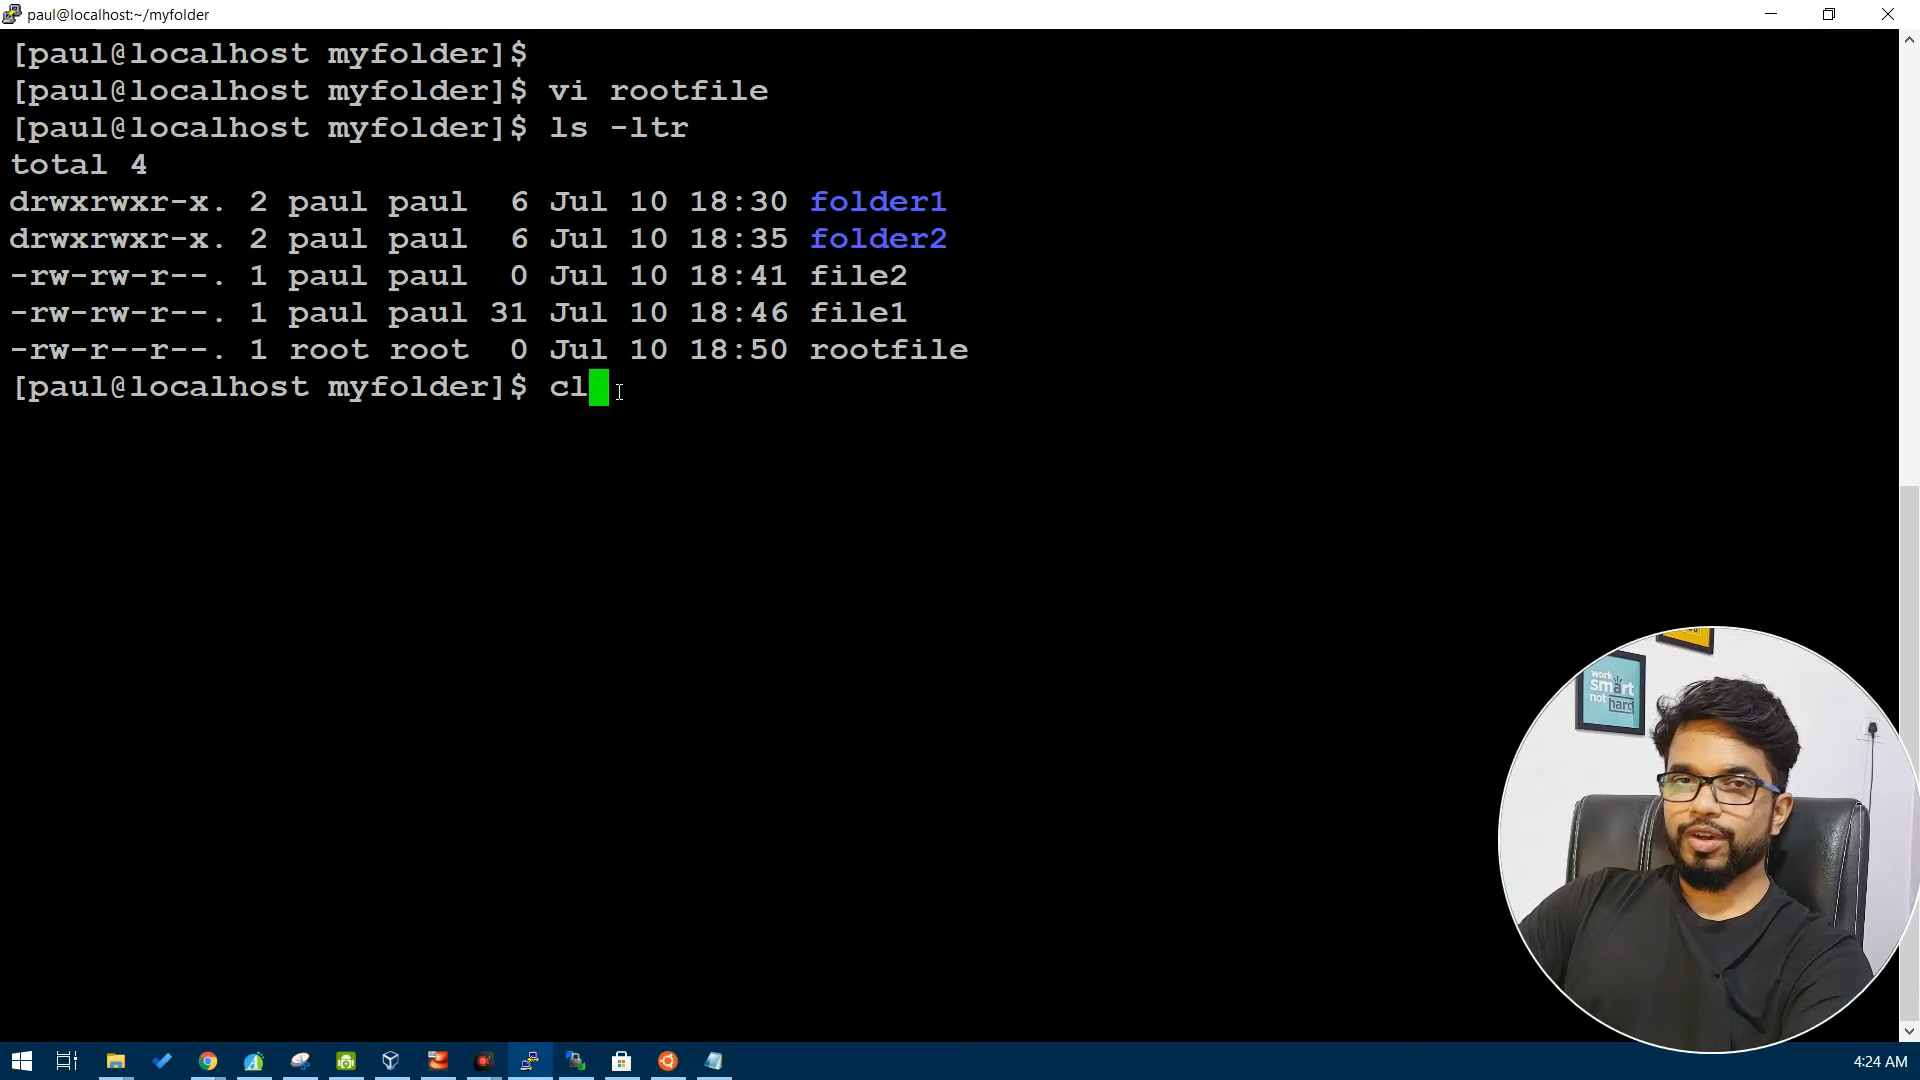 paul@localhost:~/myfolder
[paul@localhost myfolder]$
[paul@localhost myfolder]$ vi rootfile
[paul@localhost myfolder]$ ls -ltr
total 4
drwxrwxr-x. 2 paul paul  6 Jul 10 18:30 folder1
drwxrwxr-x. 2 paul paul  6 Jul 10 18:35 folder2
-rw-rw-r--. 1 paul paul  0 Jul 10 18:41 file2
-rw-rw-r--. 1 paul paul 31 Jul 10 18:46 file1
-rw-r--r--. 1 root root  0 Jul 10 18:50 rootfile
[paul@localhost myfolder]$ cl
work
smart
not hard
4:24 AM